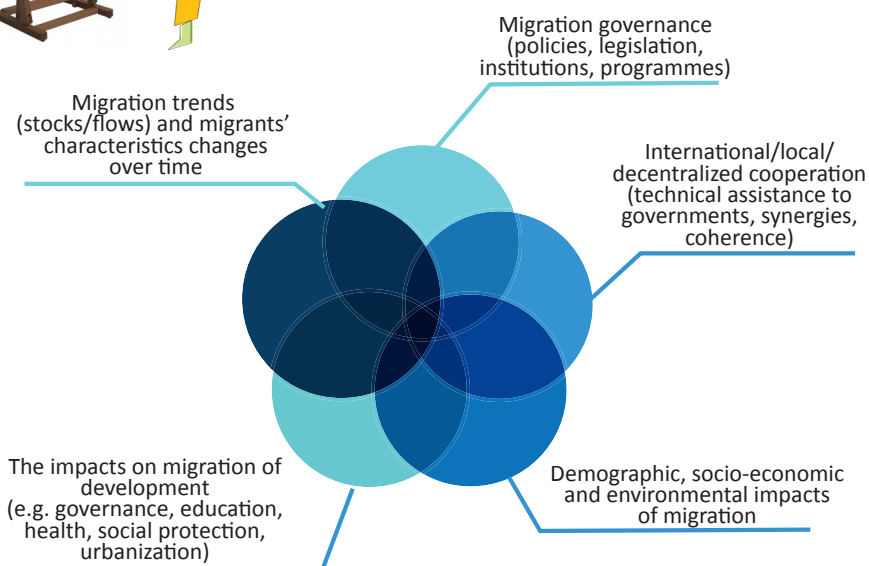 Migration governance
(policies, legislation,
institutions, programmes)
Migration trends
(stocks/flows) and migrants’
characteristics changes
over time
International/local/
decentralized cooperation
(technical assistance to
governments, synergies,
coherence)
The impacts on migration of
development
(e.g. governance, education,
health, social protection,
urbanization)
Demographic, socio-economic
and environmental impacts
of migration